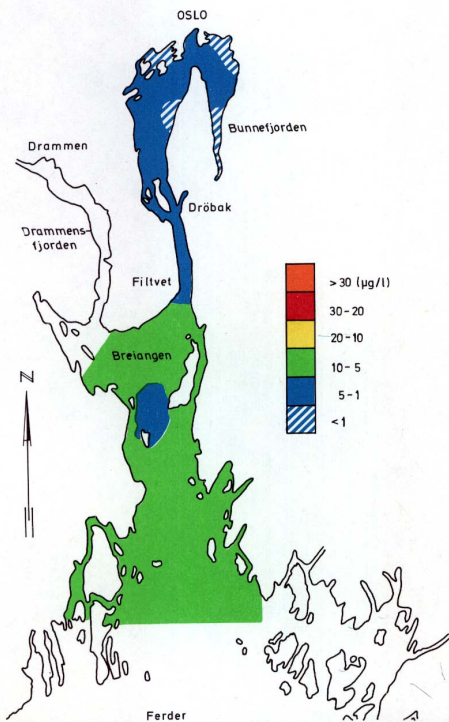 OSLO
Bunnefjorden
Drammen
Dröbak
Drammens-
fjorden
Filtvet
>30 (µg/l)
30-20
20-10
10-5
5-1
<1
Breiangen
N
Ferder